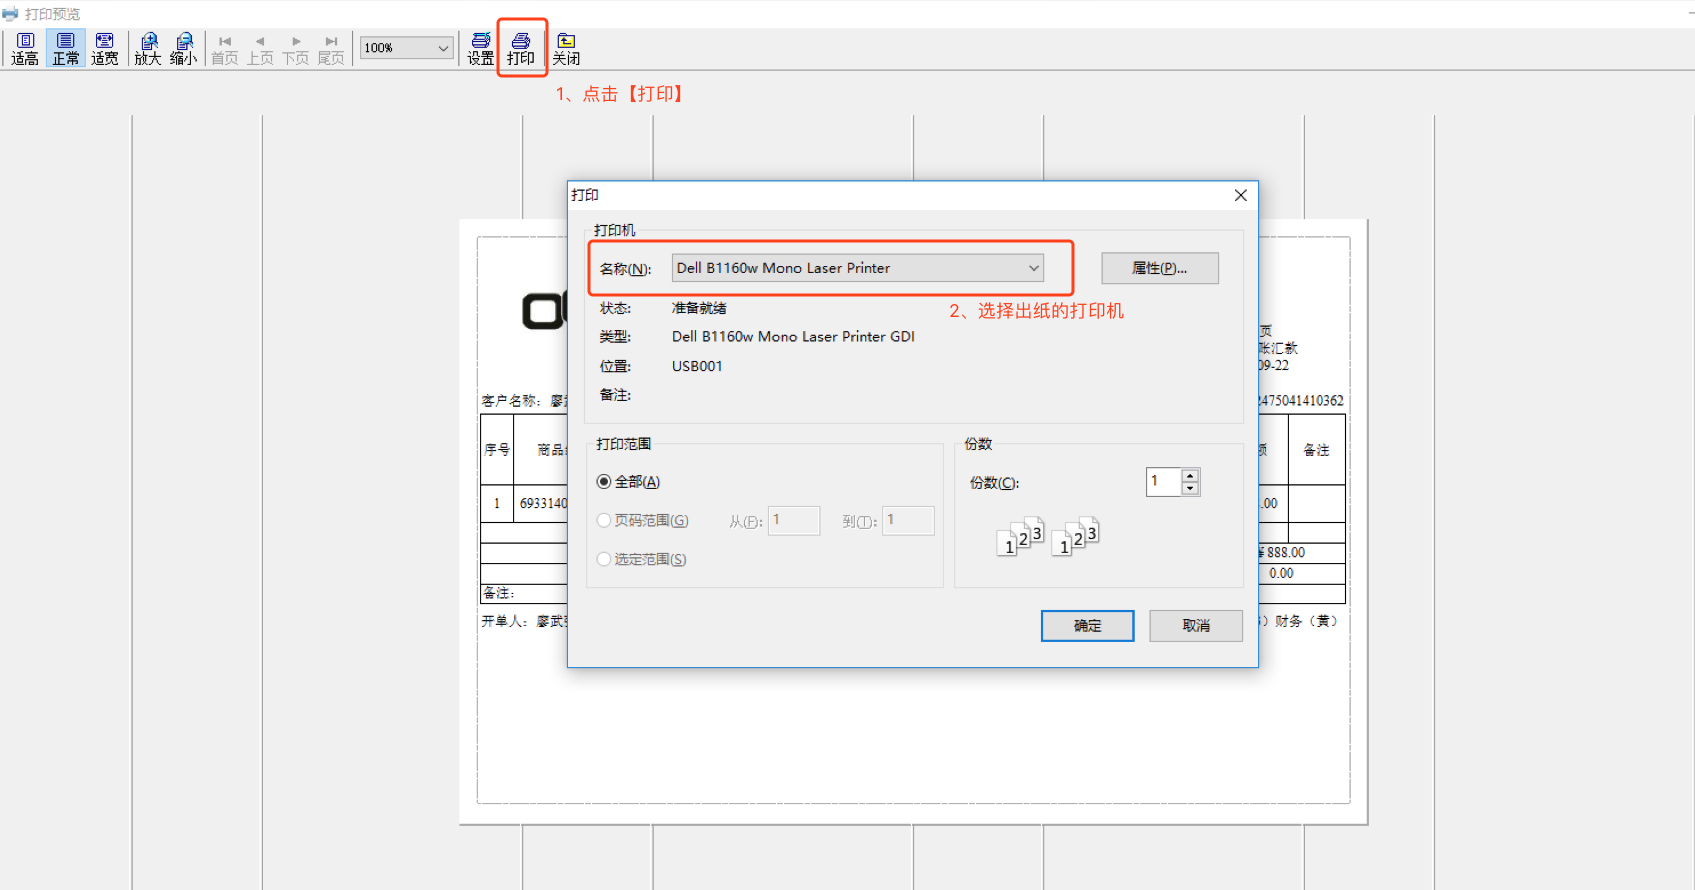 打印预览
适高 正常 适宽 放大 缩小 首页 上页 下页 尾页 100% 设置 打印 关闭
1、点击【打印】
打印
打印机
名称(N): Dell B1160w Mono Laser Printer 属性(P)...
状态: 准备就绪
2、选择出纸的打印机
类型: Dell B1160w Mono Laser Printer GDI
位置: USB001
备注:
打印范围
全部(A)
页码范围(G) 从(F): 1 到(T): 1
选定范围(S)
份数
份数(C): 1
1 2 3 1 2 3
确定 取消
页
账汇款
09-22
客户名称: 廖
2475041410362
序号 商品 备注
1 6933140 .00
¥ 888.00
0.00
备注:
开单人: 廖武 ) 财务 (黄)